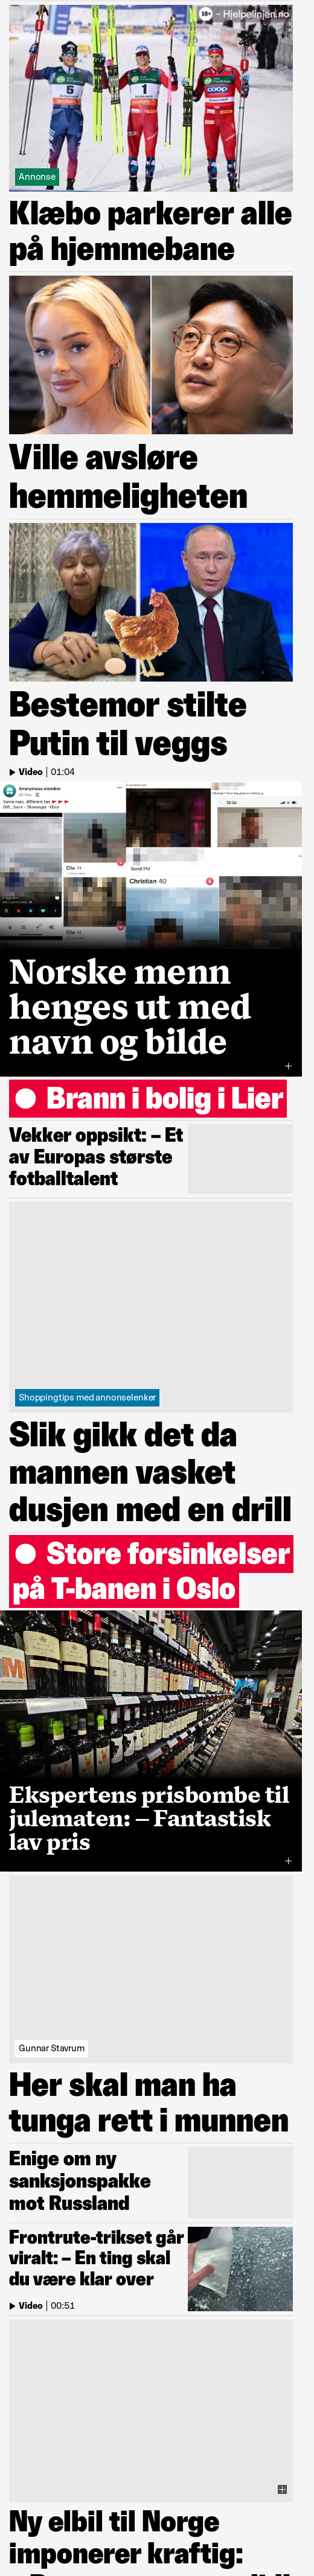 18+ - Hjelpelinjen.no
5
1
3
coop
Annonse
Klæbo parkerer alle
på hjemmebane
Ville avsløre
hemmeligheten
Bestemor stilte
Putin til veggs
Video | 01:04
Anonymous member
Ola 34
Send PM
Christian 40
Ola 34
Norske menn
henges ut med
navn og bilde
+
Brann i bolig i Lier
Vekker oppsikt: – Et
av Europas største
fotballtalent
Shoppingtips med annonselenker
Slik gikk det da
mannen vasket
dusjen med en drill
Store forsinkelser
på T-banen i Oslo
Ekspertens prisbombe til
julematen: – Fantastisk
lav pris
+
Gunnar Stavrum
Her skal man ha
tunga rett i munnen
Enige om ny
sanksjonspakke
mot Russland
Frontrute-trikset går
viralt: – En ting skal
du være klar over
Video | 00:51
Ny elbil til Norge
imponerer kraftig: